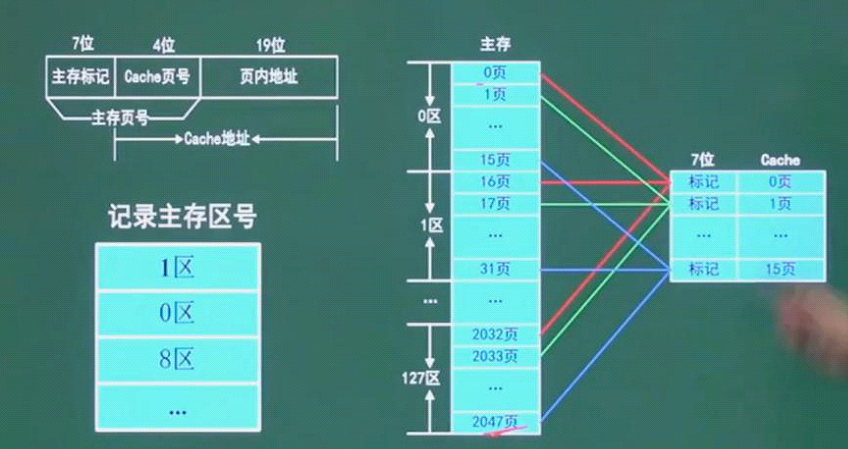 7位 4位 19位
主存标记 Cache页号 页内地址
主存页号
Cache地址
记录主存区号
1区
0区
8区
...
主存
0页
1页
...
15页
0区
16页
17页
...
31页
1区
...
...
2032页
2033页
...
2047页
127区
7位 Cache
标记 0页
标记 1页
... ...
标记 15页